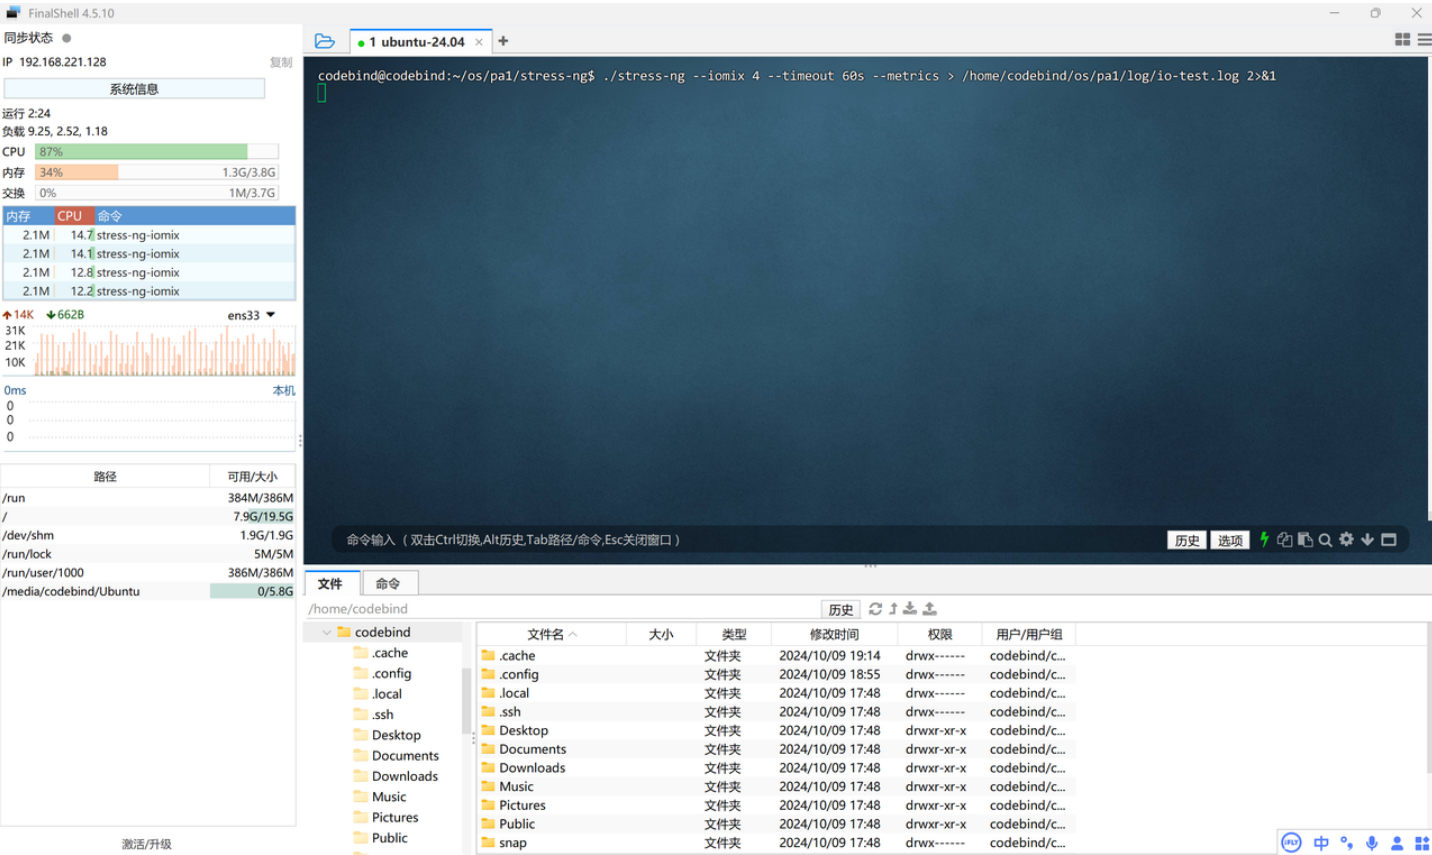 FinalShell 4.5.10
同步状态
IP 192.168.221.128 复制
系统信息
运行 2:24
负载 9.25, 2.52, 1.18
CPU 87%
内存 34% 1.3G/3.8G
交换 0% 1M/3.7G
内存 CPU 命令
2.1M 14.7 stress-ng-iomix
2.1M 14.1 stress-ng-iomix
2.1M 12.8 stress-ng-iomix
2.1M 12.2 stress-ng-iomix
14K 662B ens33
31K
21K
10K
0ms 本机
0
0
0
路径 可用/大小
/run 384M/386M
/ 7.9G/19.5G
/dev/shm 1.9G/1.9G
/run/lock 5M/5M
/run/user/1000 386M/386M
/media/codebind/Ubuntu 0/5.8G
激活/升级
1 ubuntu-24.04
codebind@codebind:~/os/pa1/stress-ng$ ./stress-ng --iomix 4 --timeout 60s --metrics > /home/codebind/os/pa1/log/io-test.log 2>&1
命令输入 (双击Ctrl切换,Alt历史,Tab路径/命令,Esc关闭窗口) 历史 选项
文件 命令
/home/codebind 历史
codebind
.cache
.config
.local
.ssh
Desktop
Documents
Downloads
Music
Pictures
Public
文件名 大小 类型 修改时间 权限 用户/用户组
.cache 文件夹 2024/10/09 19:14 drwx------ codebind/c...
.config 文件夹 2024/10/09 18:55 drwx------ codebind/c...
.local 文件夹 2024/10/09 17:48 drwx------ codebind/c...
.ssh 文件夹 2024/10/09 17:48 drwx------ codebind/c...
Desktop 文件夹 2024/10/09 17:48 drwxr-xr-x codebind/c...
Documents 文件夹 2024/10/09 17:48 drwxr-xr-x codebind/c...
Downloads 文件夹 2024/10/09 17:48 drwxr-xr-x codebind/c...
Music 文件夹 2024/10/09 17:48 drwxr-xr-x codebind/c...
Pictures 文件夹 2024/10/09 17:48 drwxr-xr-x codebind/c...
Public 文件夹 2024/10/09 17:48 drwxr-xr-x codebind/c...
snap 文件夹 2024/10/09 17:48 drwx------ codebind/c...
iFLY 中